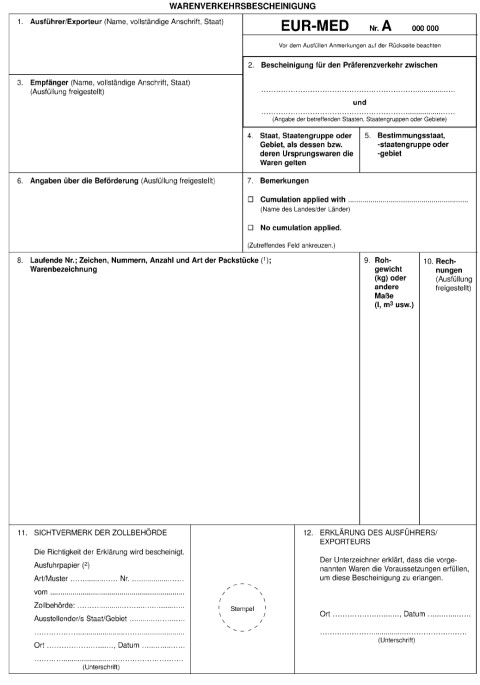 WARENVERKEHRSBESCHEINIGUNG
1. Ausführer/Exporteur (Name, vollständige Anschrift, Staat)
EUR-MED Nr. A 000 000
Vor dem Ausfüllen Anmerkungen auf der Rückseite beachten
2. Bescheinigung für den Präferenzverkehr zwischen
und
(Angabe der betreffenden Staaten, Staatengruppen oder Gebiete)
3. Empfänger (Name, vollständige Anschrift, Staat)
(Ausfüllung freigestellt)
4. Staat, Staatengruppe oder
Gebiet, als dessen bzw.
deren Ursprungswaren die
Waren gelten
5. Bestimmungsstaat,
-staatengruppe oder
-gebiet
6. Angaben über die Beförderung (Ausfüllung freigestellt)
7. Bemerkungen
☐ Cumulation applied with ..........
(Name des Landes/der Länder)
☐ No cumulation applied.
(Zutreffendes Feld ankreuzen.)
8. Laufende Nr.; Zeichen, Nummern, Anzahl und Art der Packstücke (1);
Warenbezeichnung
9. Roh-
gewicht
(kg) oder
andere
Maße
(l, m³ usw.)
10. Rech-
nungen
(Ausfüllung
freigestellt)
11. SICHTVERMERK DER ZOLLBEHÖRDE
Die Richtigkeit der Erklärung wird bescheinigt.
Ausfuhrpapier (2)
Art/Muster .......... Nr. ..........
vom ..........
Zollbehörde: ..........
Ausstellender/s Staat/Gebiet ..........
Ort .........., Datum ..........
(Unterschrift)
Stempel
12. ERKLÄRUNG DES AUSFÜHRERS/
EXPORTEURS
Der Unterzeichner erklärt, dass die vorge-
nannten Waren die Voraussetzungen erfüllen,
um diese Bescheinigung zu erlangen.
Ort .........., Datum ..........
(Unterschrift)